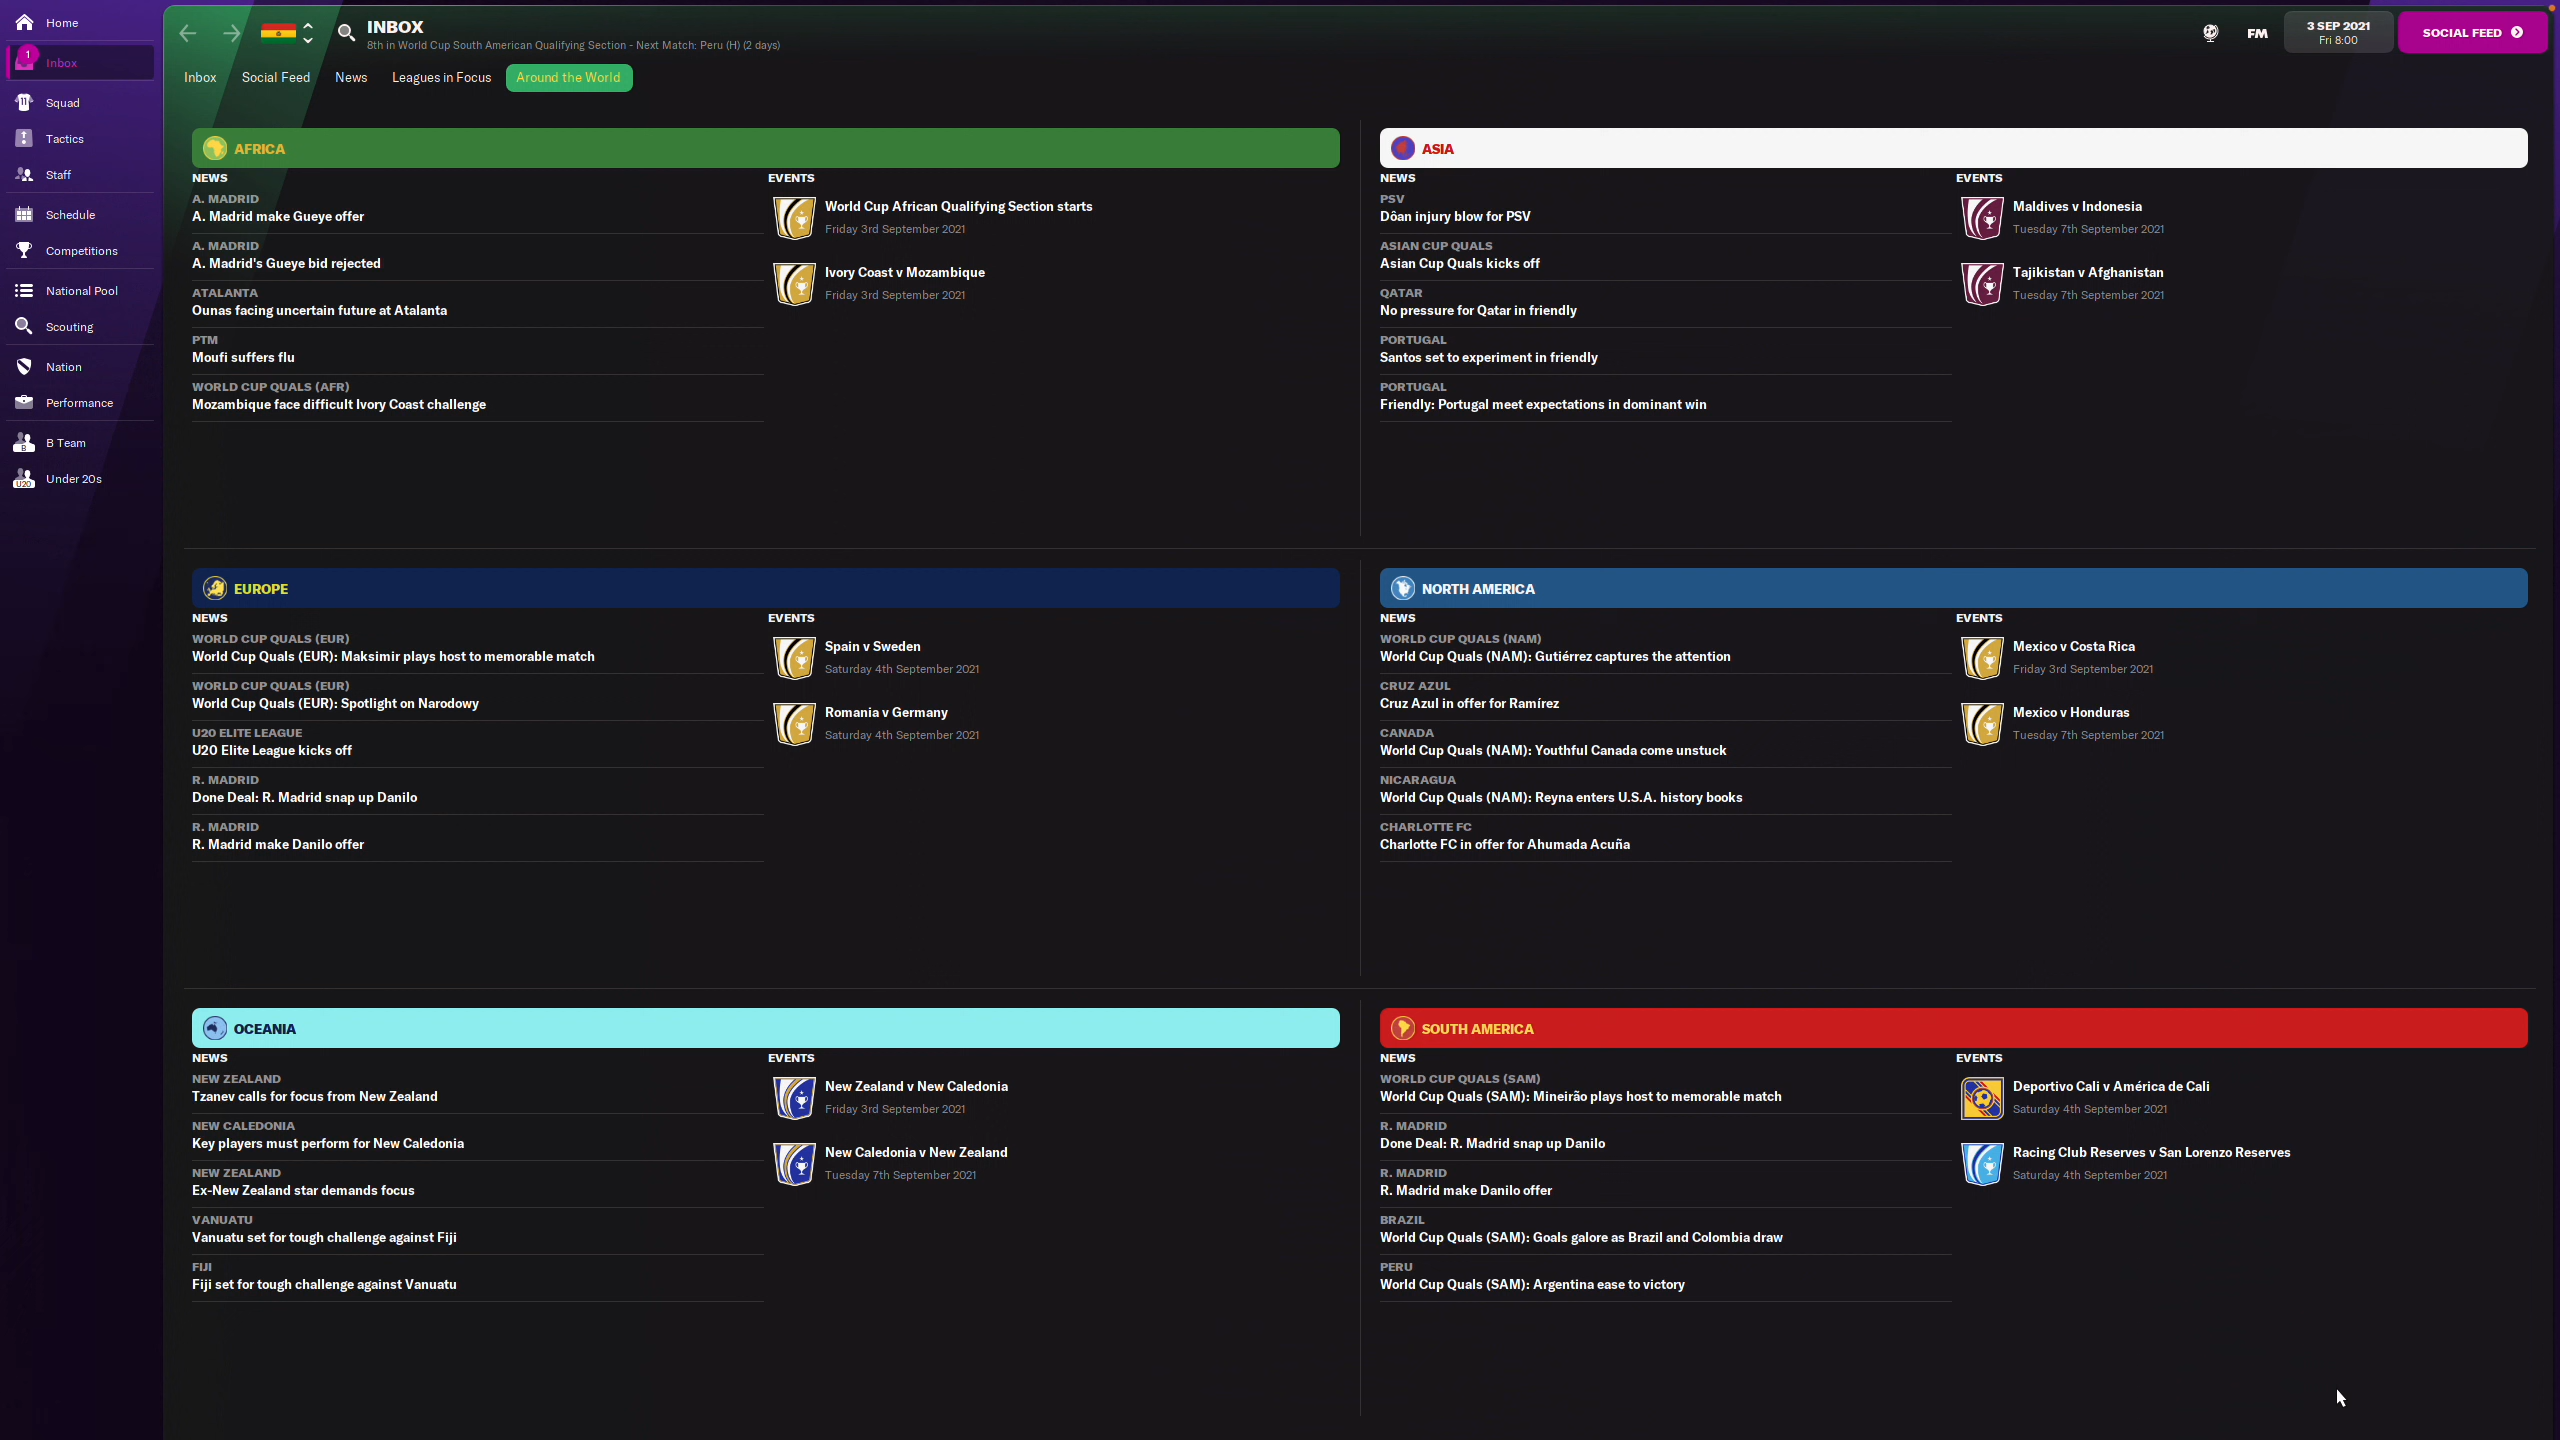 Home
1
Inbox
Squad
Tactics
Staff
Schedule
Competitions
National Pool
Scouting
Nation
Performance
B
B Team
U20
Under 20s
INBOX
8th in World Cup South American Qualifying Section - Next Match: Peru (H) (2 days)
FM
3 SEP 2021
Fri 8:00
SOCIAL FEED
Inbox
Social Feed
News
Leagues in Focus
Around the World
AFRICA
NEWS
A. MADRID
A. Madrid make Gueye offer
A. MADRID
A. Madrid's Gueye bid rejected
ATALANTA
Ounas facing uncertain future at Atalanta
PTM
Moufi suffers flu
WORLD CUP QUALS (AFR)
Mozambique face difficult Ivory Coast challenge
EVENTS
World Cup African Qualifying Section starts
Friday 3rd September 2021
Ivory Coast v Mozambique
Friday 3rd September 2021
ASIA
NEWS
PSV
Dôan injury blow for PSV
ASIAN CUP QUALS
Asian Cup Quals kicks off
QATAR
No pressure for Qatar in friendly
PORTUGAL
Santos set to experiment in friendly
PORTUGAL
Friendly: Portugal meet expectations in dominant win
EVENTS
Maldives v Indonesia
Tuesday 7th September 2021
Tajikistan v Afghanistan
Tuesday 7th September 2021
EUROPE
NEWS
WORLD CUP QUALS (EUR)
World Cup Quals (EUR): Maksimir plays host to memorable match
WORLD CUP QUALS (EUR)
World Cup Quals (EUR): Spotlight on Narodowy
U20 ELITE LEAGUE
U20 Elite League kicks off
R. MADRID
Done Deal: R. Madrid snap up Danilo
R. MADRID
R. Madrid make Danilo offer
EVENTS
Spain v Sweden
Saturday 4th September 2021
Romania v Germany
Saturday 4th September 2021
NORTH AMERICA
NEWS
WORLD CUP QUALS (NAM)
World Cup Quals (NAM): Gutiérrez captures the attention
CRUZ AZUL
Cruz Azul in offer for Ramírez
CANADA
World Cup Quals (NAM): Youthful Canada come unstuck
NICARAGUA
World Cup Quals (NAM): Reyna enters U.S.A. history books
CHARLOTTE FC
Charlotte FC in offer for Ahumada Acuña
EVENTS
Mexico v Costa Rica
Friday 3rd September 2021
Mexico v Honduras
Tuesday 7th September 2021
OCEANIA
NEWS
NEW ZEALAND
Tzanev calls for focus from New Zealand
NEW CALEDONIA
Key players must perform for New Caledonia
NEW ZEALAND
Ex-New Zealand star demands focus
VANUATU
Vanuatu set for tough challenge against Fiji
FIJI
Fiji set for tough challenge against Vanuatu
EVENTS
New Zealand v New Caledonia
Friday 3rd September 2021
New Caledonia v New Zealand
Tuesday 7th September 2021
SOUTH AMERICA
NEWS
WORLD CUP QUALS (SAM)
World Cup Quals (SAM): Mineirão plays host to memorable match
R. MADRID
Done Deal: R. Madrid snap up Danilo
R. MADRID
R. Madrid make Danilo offer
BRAZIL
World Cup Quals (SAM): Goals galore as Brazil and Colombia draw
PERU
World Cup Quals (SAM): Argentina ease to victory
EVENTS
Deportivo Cali v América de Cali
Saturday 4th September 2021
Racing Club Reserves v San Lorenzo Reserves
Saturday 4th September 2021